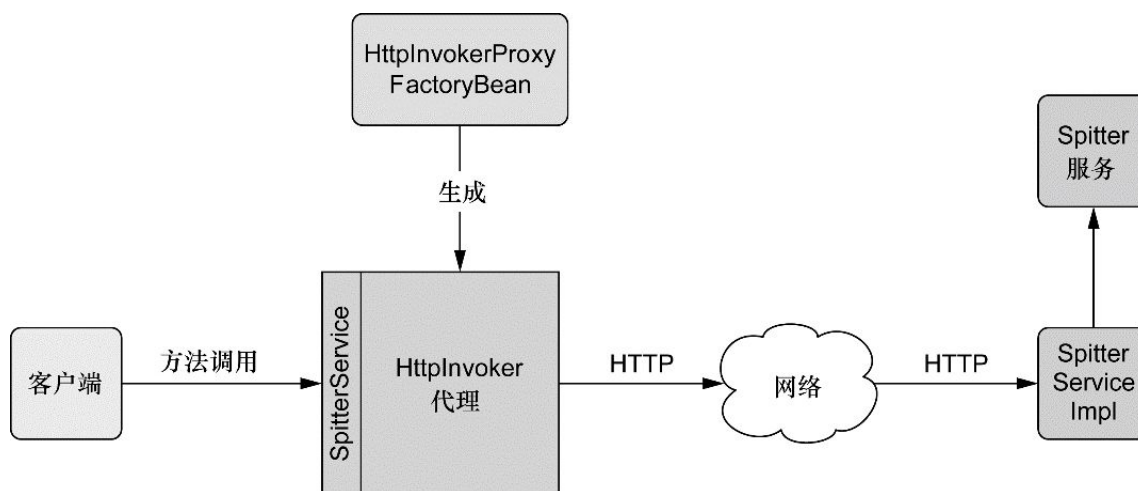 HttpInvokerProxy
FactoryBean
生成
Spitter
服务
客户端
方法调用
SpitterService
HttpInvoker
代理
HTTP
网络
HTTP
Spitter
Service
Impl